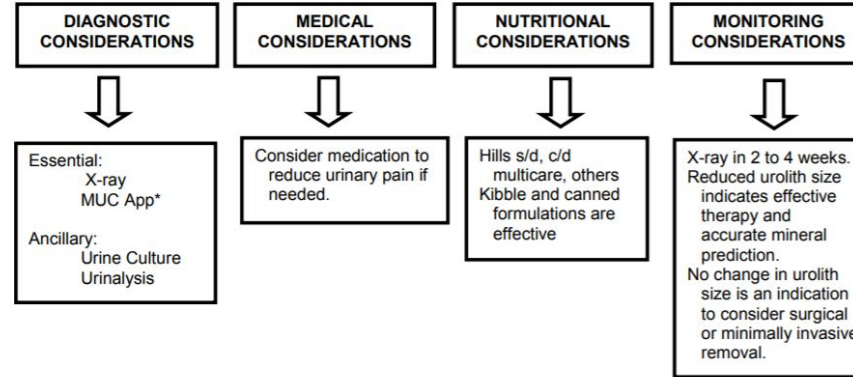 DIAGNOSTIC
CONSIDERATIONS
Essential:
X-ray
MUC App*
Ancillary:
Urine Culture
Urinalysis
MEDICAL
CONSIDERATIONS
Consider medication to
reduce urinary pain if
needed.
NUTRITIONAL
CONSIDERATIONS
Hills s/d, c/d
multicare, others
Kibble and canned
formulations are
effective
MONITORING
CONSIDERATIONS
X-ray in 2 to 4 weeks.
Reduced urolith size
indicates effective
therapy and
accurate mineral
prediction.
No change in urolith
size is an indication
to consider surgical
or minimally invasive
removal.